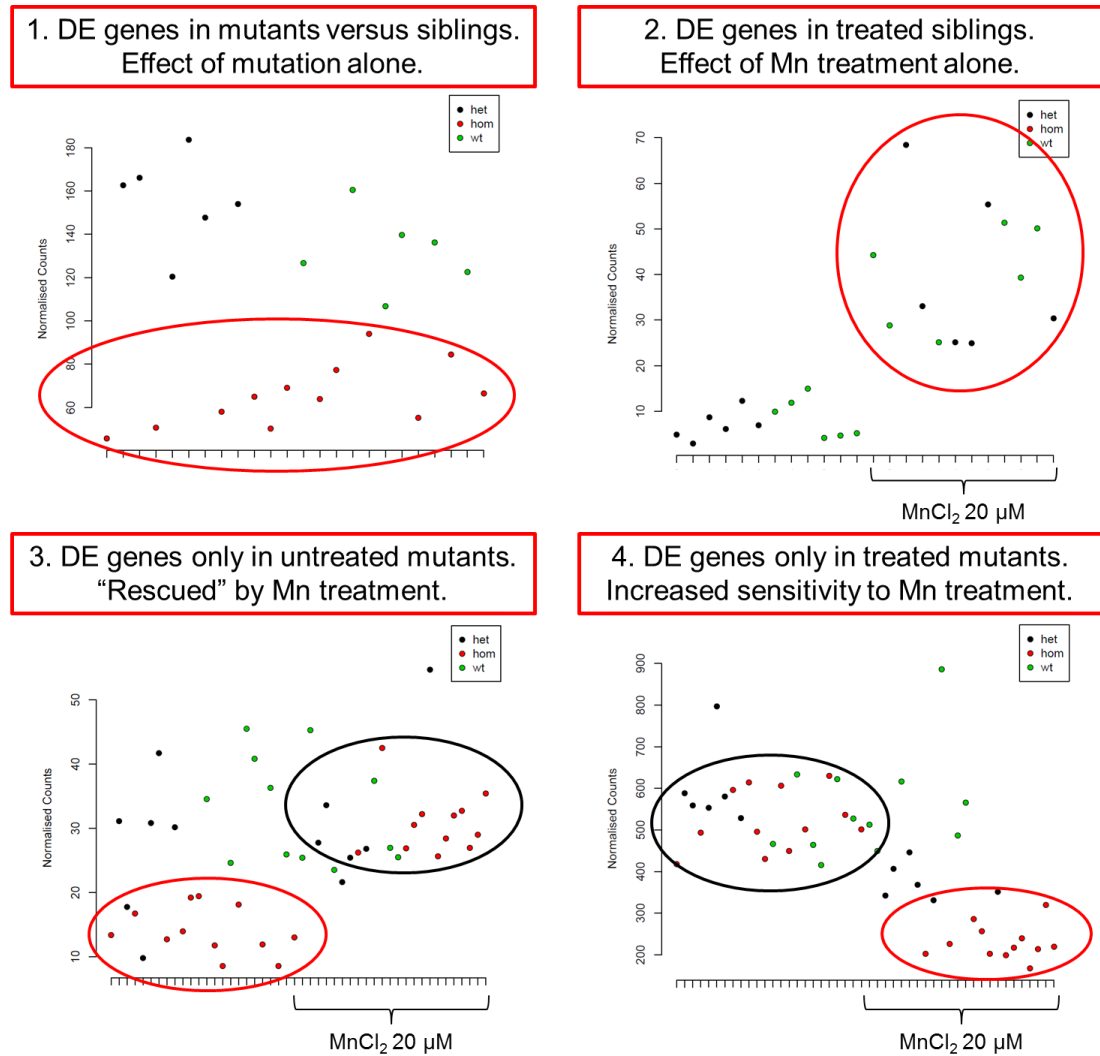 1. DE genes in mutants versus siblings.
Effect of mutation alone.
het
hom
wt
Normalised Counts
180
160
140
120
100
80
60
2. DE genes in treated siblings.
Effect of Mn treatment alone.
het
hom
wt
Normalised Counts
70
60
50
40
30
20
10
MnCl₂ 20 µM
3. DE genes only in untreated mutants.
“Rescued” by Mn treatment.
het
hom
wt
Normalised Counts
50
40
30
20
10
MnCl₂ 20 µM
4. DE genes only in treated mutants.
Increased sensitivity to Mn treatment.
het
hom
wt
Normalised Counts
900
800
700
600
500
400
300
200
MnCl₂ 20 µM